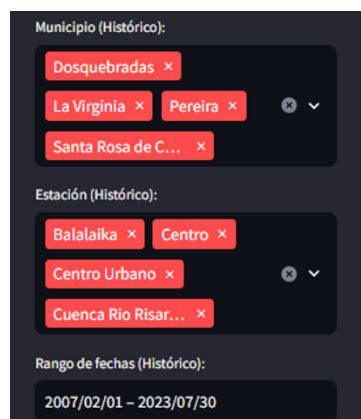 Municipio (Histórico):
Dosquebradas ×
La Virginia × Pereira ×
Santa Rosa de C... ×
Estación (Histórico):
Balalaika × Centro ×
Centro Urbano ×
Cuenca Rio Risar... ×
Rango de fechas (Histórico):
2007/02/01 – 2023/07/30